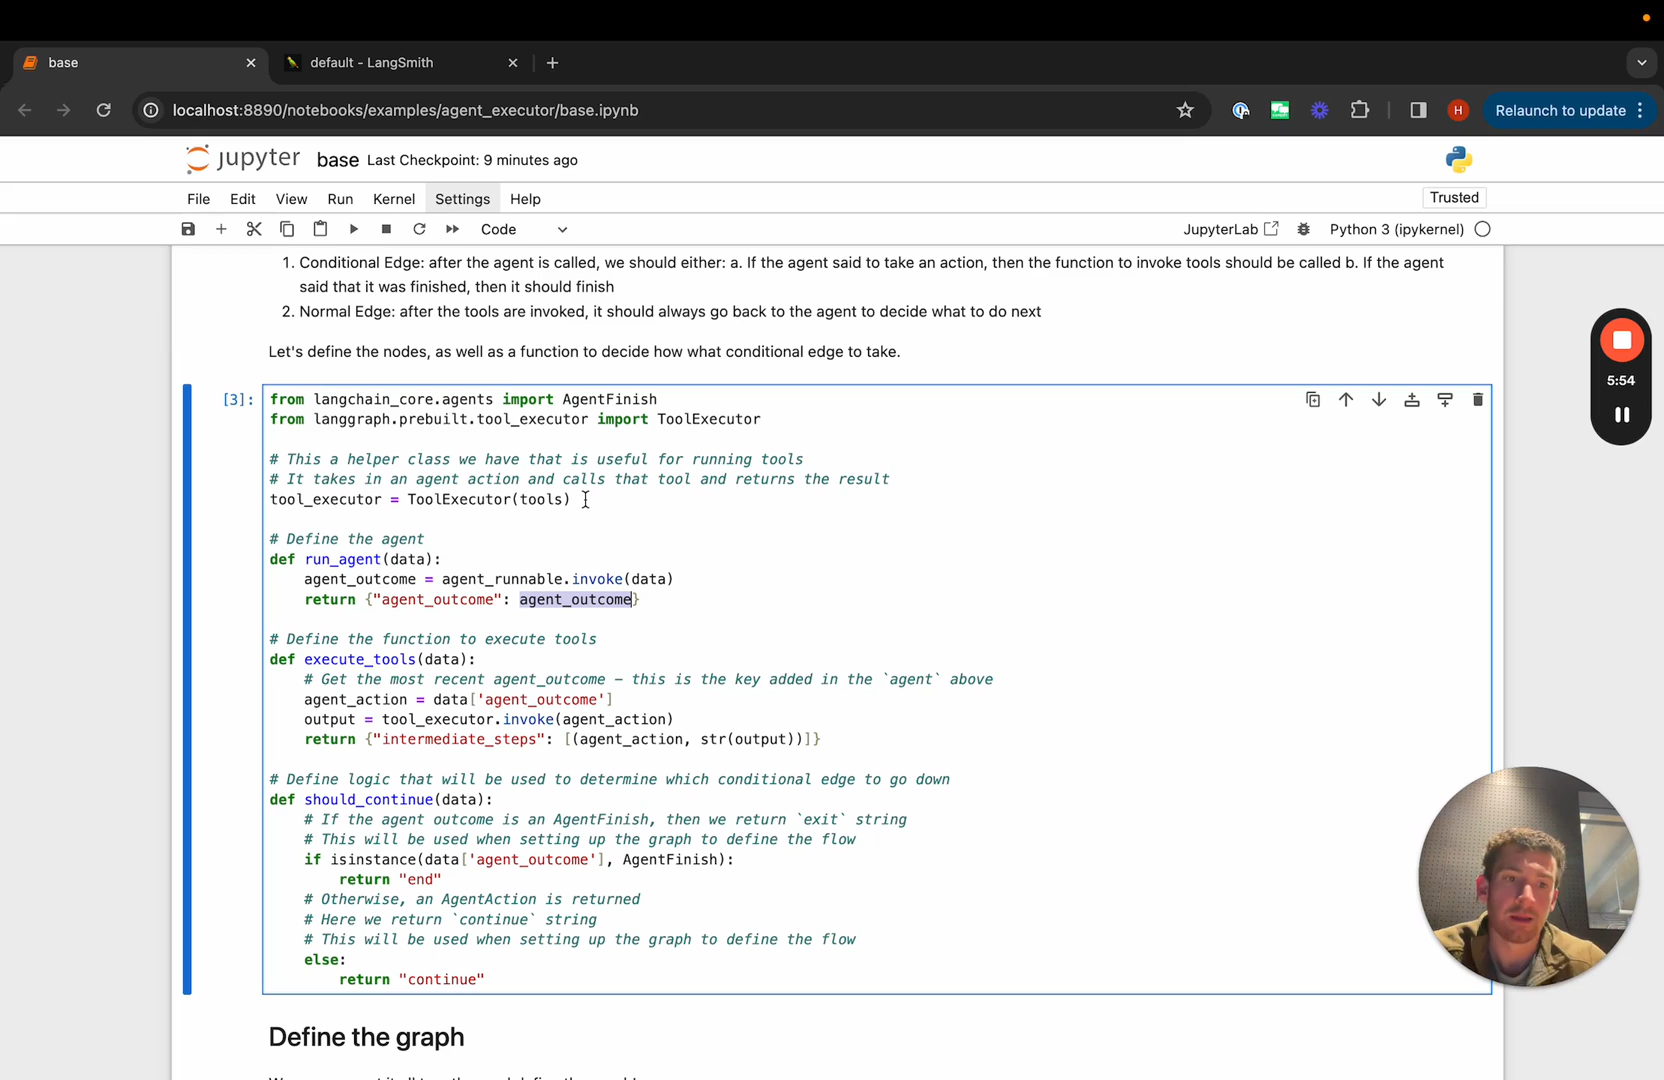 base
default - LangSmith
localhost:8890/notebooks/examples/agent_executor/base.ipynb
H
Relaunch to update
jupyter base Last Checkpoint: 9 minutes ago
File Edit View Run Kernel Settings Help
Trusted
Code
JupyterLab
Python 3 (ipykernel)
1. Conditional Edge: after the agent is called, we should either: a. If the agent said to take an action, then the function to invoke tools should be called b. If the agent
said that it was finished, then it should finish
2. Normal Edge: after the tools are invoked, it should always go back to the agent to decide what to do next
Let's define the nodes, as well as a function to decide how what conditional edge to take.
[3]:
from langchain_core.agents import AgentFinish
from langgraph.prebuilt.tool_executor import ToolExecutor
# This a helper class we have that is useful for running tools
# It takes in an agent action and calls that tool and returns the result
tool_executor = ToolExecutor(tools)
# Define the agent
def run_agent(data):
    agent_outcome = agent_runnable.invoke(data)
    return {"agent_outcome": agent_outcome}
# Define the function to execute tools
def execute_tools(data):
    # Get the most recent agent_outcome – this is the key added in the `agent` above
    agent_action = data['agent_outcome']
    output = tool_executor.invoke(agent_action)
    return {"intermediate_steps": [(agent_action, str(output))]}
# Define logic that will be used to determine which conditional edge to go down
def should_continue(data):
    # If the agent outcome is an AgentFinish, then we return `exit` string
    # This will be used when setting up the graph to define the flow
    if isinstance(data['agent_outcome'], AgentFinish):
        return "end"
    # Otherwise, an AgentAction is returned
    # Here we return `continue` string
    # This will be used when setting up the graph to define the flow
    else:
        return "continue"
5:54
Define the graph